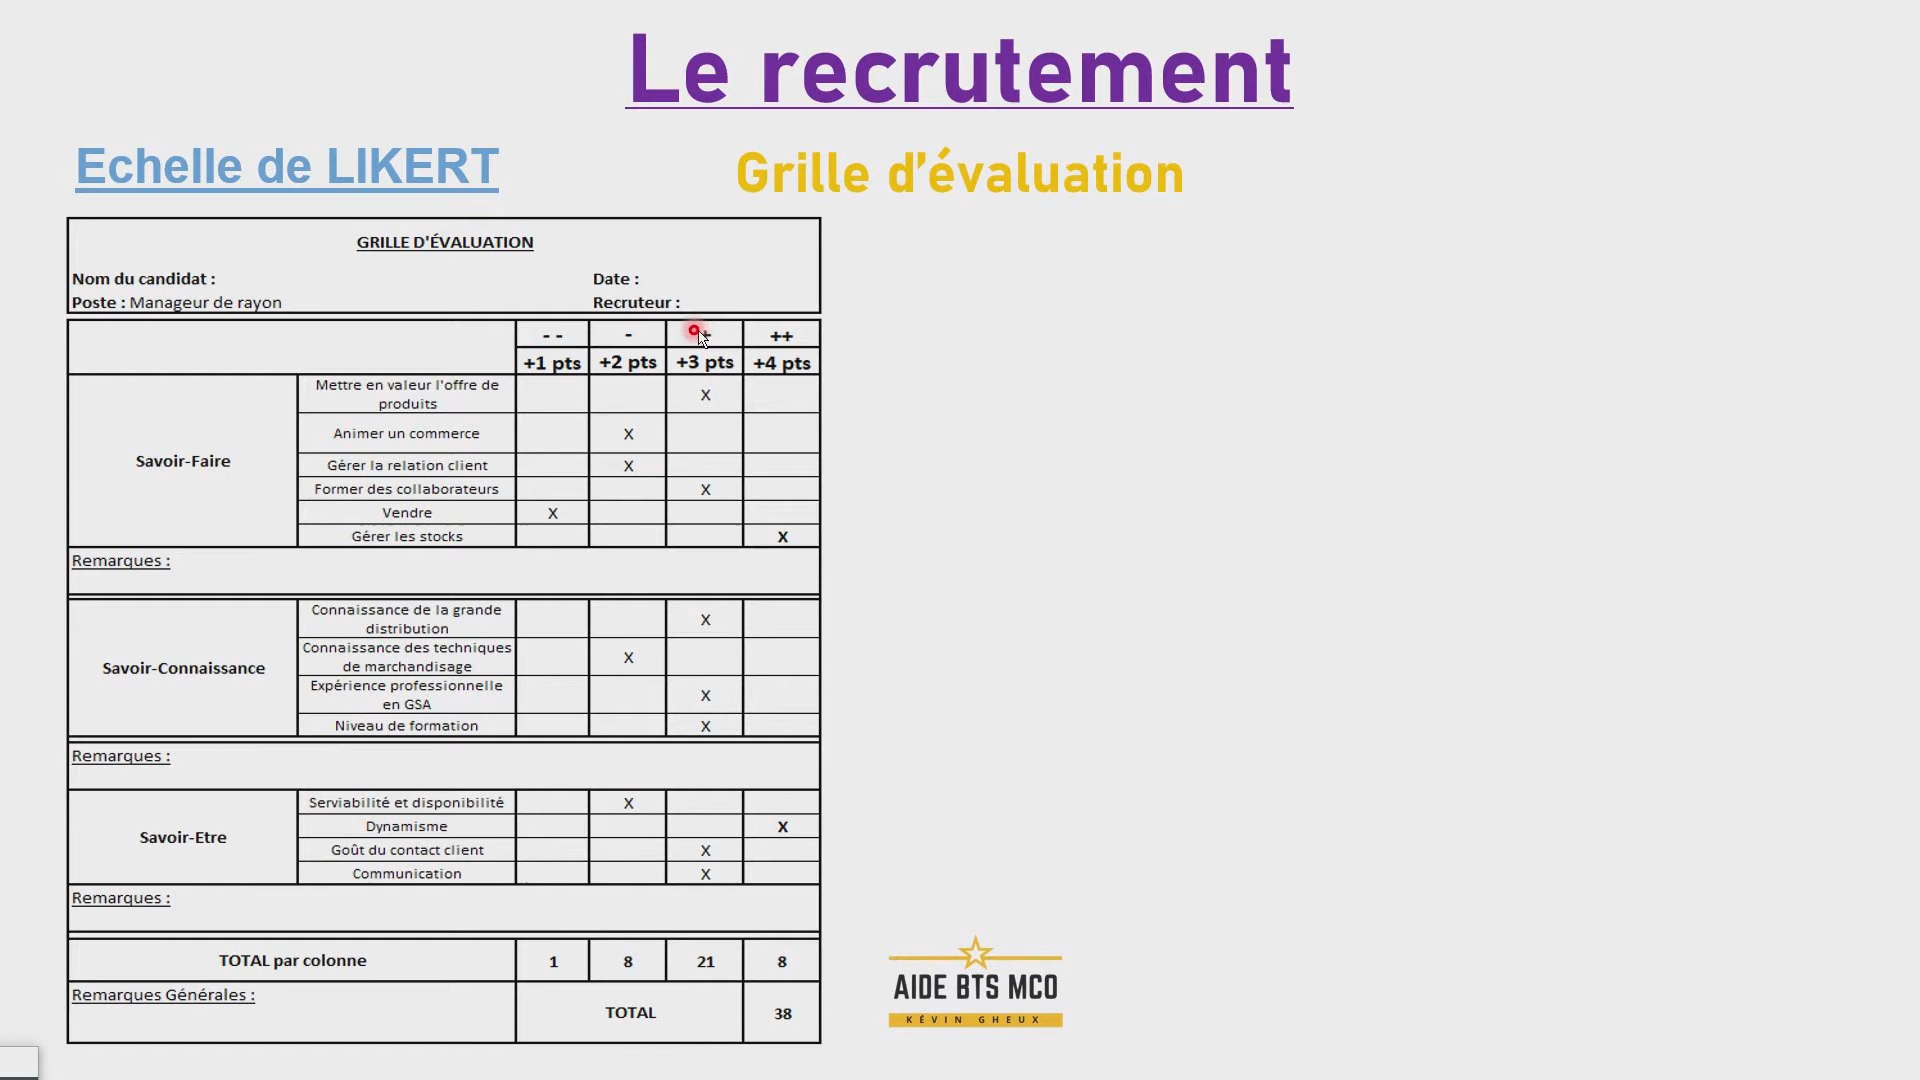 Le recrutement
Echelle de LIKERT
Grille d'évaluation
GRILLE D'ÉVALUATION
Nom du candidat :
Date :
Poste : Manageur de rayon
Recruteur :
- -
-
+
++
+1 pts
+2 pts
+3 pts
+4 pts
Savoir-Faire
Mettre en valeur l'offre de
produits
X
Animer un commerce
X
Gérer la relation client
X
Former des collaborateurs
X
Vendre
X
Gérer les stocks
X
Remarques :
Savoir-Connaissance
Connaissance de la grande
distribution
X
Connaissance des techniques
de marchandisage
X
Expérience professionnelle
en GSA
X
Niveau de formation
X
Remarques :
Savoir-Etre
Serviabilité et disponibilité
X
Dynamisme
X
Goût du contact client
X
Communication
X
Remarques :
TOTAL par colonne
1
8
21
8
Remarques Générales :
TOTAL
38
AIDE BTS MCO
KÉVIN GHEUX